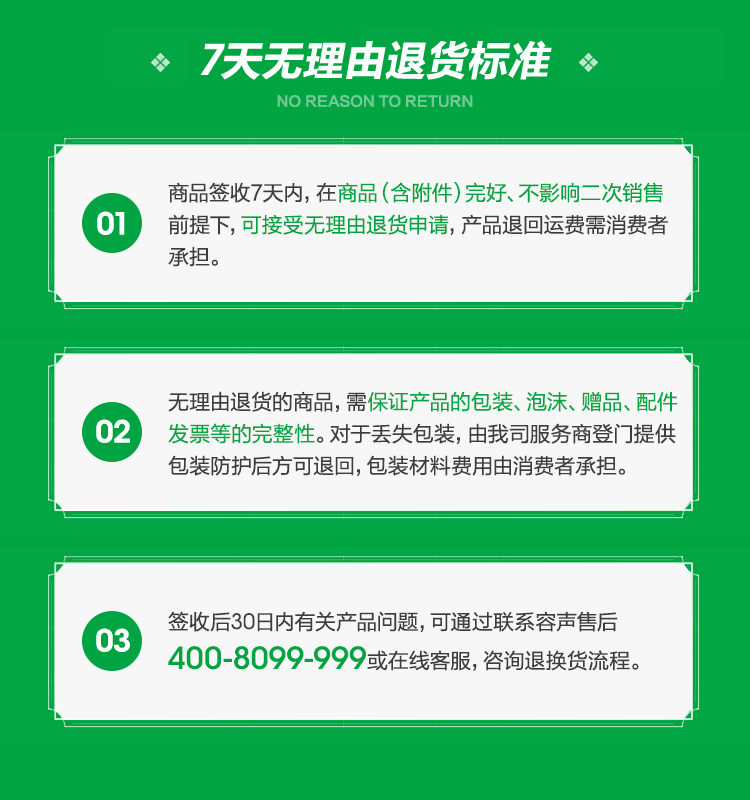 7天无理由退货标准
NO REASON TO RETURN
01
商品签收7天内, 在商品（含附件）完好、不影响二次销售
前提下, 可接受无理由退货申请, 产品退回运费需消费者
承担。
02
无理由退货的商品, 需保证产品的包装、泡沫、赠品、配件
发票等的完整性。对于丢失包装, 由我司服务商登门提供
包装防护后方可退回, 包装材料费用由消费者承担。
03
签收后30日内有关产品问题, 可通过联系容声售后
400-8099-999或在线客服, 咨询退换货流程。